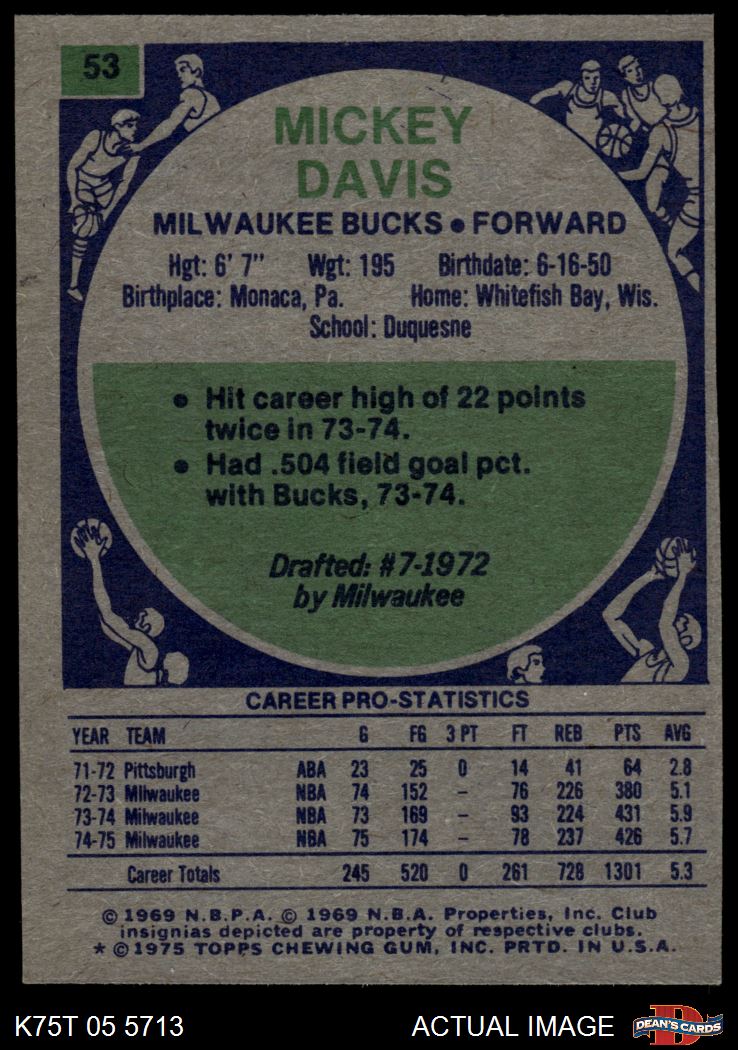 53
MICKEY
DAVIS
MILWAUKEE BUCKS • FORWARD
Hgt: 6' 7" Wgt: 195 Birthdate: 6-16-50
Birthplace: Monaca, Pa. Home: Whitefish Bay, Wis.
School: Duquesne
• Hit career high of 22 points
twice in 73-74.
• Had .504 field goal pct.
with Bucks, 73-74.
Drafted: #7-1972
by Milwaukee
CAREER PRO-STATISTICS
YEAR TEAM G FG 3 PT FT REB PTS AVG
71-72 Pittsburgh ABA 23 25 0 14 41 64 2.8
72-73 Milwaukee NBA 74 152 – 76 226 380 5.1
73-74 Milwaukee NBA 73 169 – 93 224 431 5.9
74-75 Milwaukee NBA 75 174 – 78 237 426 5.7
Career Totals 245 520 0 261 728 1301 5.3
© 1969 N.B.P.A. © 1969 N.B.A. Properties, Inc. Club
insignias depicted are property of respective clubs.
* © 1975 TOPPS CHEWING GUM, INC. PRTD. IN U.S.A.
K75T 05 5713 ACTUAL IMAGE D DEAN'S CARDS